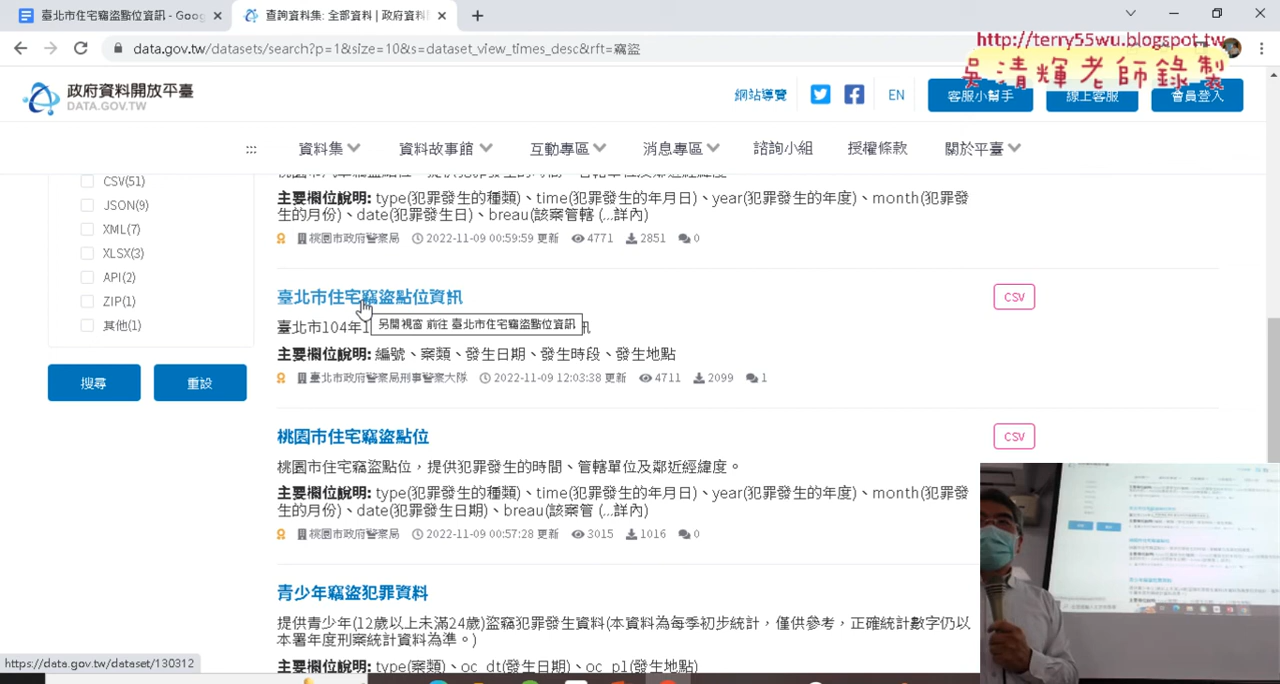 臺北市住宅竊盜點位資訊 - Goog
查詢資料集: 全部資料 | 政府資料
data.gov.tw/datasets/search?p=1&size=10&s=dataset_view_times_desc&rft=竊盜
http://terry55wu.blogspot.tw
吳清輝老師錄製
政府資料開放平臺
DATA.GOV.TW
網站導覽
EN
客服小幫手
線上客服
會員登入
:::
資料集
資料故事館
互動專區
消息專區
諮詢小組
授權條款
關於平臺
CSV(51)
JSON(9)
XML(7)
XLSX(3)
API(2)
ZIP(1)
其他(1)
搜尋
重設
主要欄位說明: type(犯罪發生的種類)、time(犯罪發生的年月日)、year(犯罪發生的年度)、month(犯罪發
生的月份)、date(犯罪發生日)、breau(該案管轄 (...詳內)
桃園市政府警察局 2022-11-09 00:59:59 更新 4771 2851 0
臺北市住宅竊盜點位資訊
CSV
另開視窗 前往 臺北市住宅竊盜點位資訊
臺北市104年1
訊
主要欄位說明: 編號、案類、發生日期、發生時段、發生地點
臺北市政府警察局刑事警察大隊 2022-11-09 12:03:38 更新 4711 2099 1
桃園市住宅竊盜點位
CSV
桃園市住宅竊盜點位，提供犯罪發生的時間、管轄單位及鄰近經緯度。
主要欄位說明: type(犯罪發生的種類)、time(犯罪發生的年月日)、year(犯罪發生的年度)、month(犯罪發
生的月份)、date(犯罪發生日期)、breau(該案管 (...詳內)
桃園市政府警察局 2022-11-09 00:57:28 更新 3015 1016 0
青少年竊盜犯罪資料
提供青少年(12歲以上未滿24歲)盜竊犯罪發生資料(本資料為每季初步統計，僅供參考，正確統計數字仍以
本署年度刑案統計資料為準。)
主要欄位說明: type(案類)、oc_dt(發生日期)、oc_p1(發生地點)
https://data.gov.tw/dataset/130312